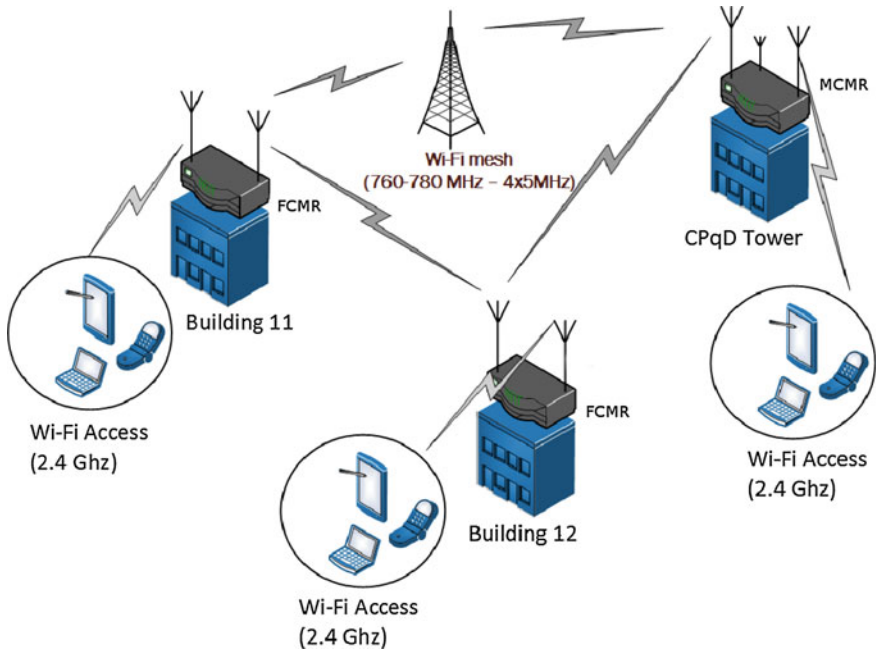 MCMR
Wi-Fi mesh
(760-780 MHz – 4x5MHz)
FCMR
CPqD Tower
Building 11
Wi-Fi Access
(2.4 Ghz)
FCMR
Wi-Fi Access
(2.4 Ghz)
Building 12
Wi-Fi Access
(2.4 Ghz)